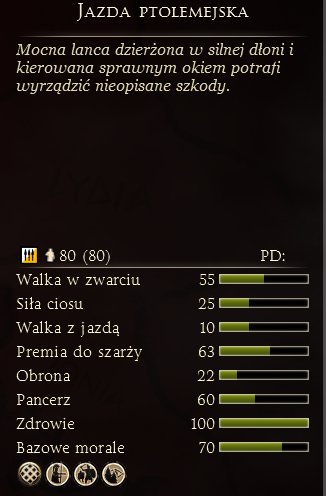 Jazda ptolemejska
Mocna lanca dzierżona w silnej dłoni i
kierowana sprawnym okiem potrafi
wyrządzić nieopisane szkody.
80 (80) PD:
Walka w zwarciu 55
Siła ciosu 25
Walka z jazdą 10
Premia do szarży 63
Obrona 22
Pancerz 60
Zdrowie 100
Bazowe morale 70